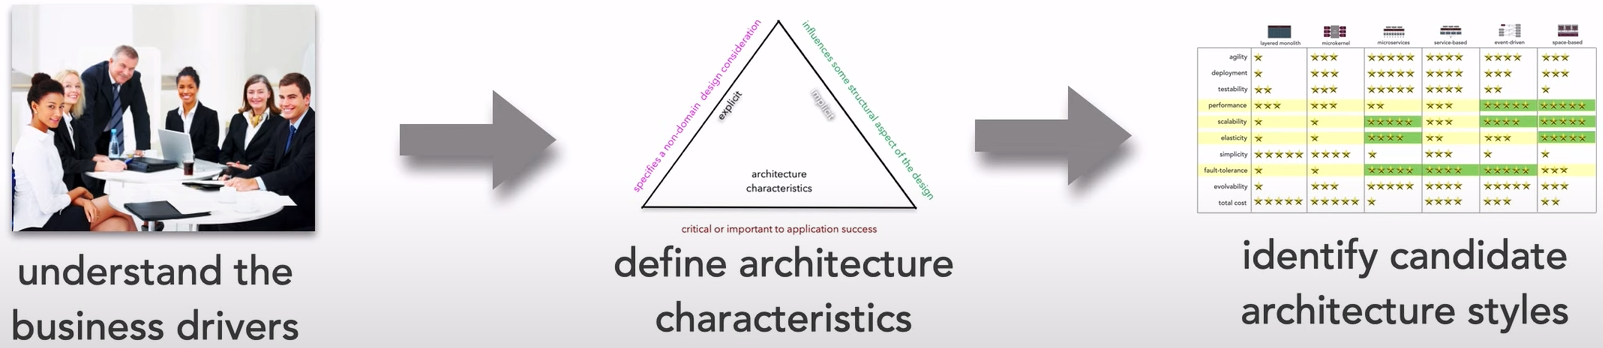 understand the
business drivers
specifies a non-domain design consideration
explicit
influences some structural aspect of the design
implicit
architecture
characteristics
critical or important to application success
define architecture
characteristics
layered monolith microkernel microservices service-based event-driven space-based
agility
deployment
testability
performance
scalability
elasticity
simplicity
fault-tolerance
evolvability
total cost
identify candidate
architecture styles